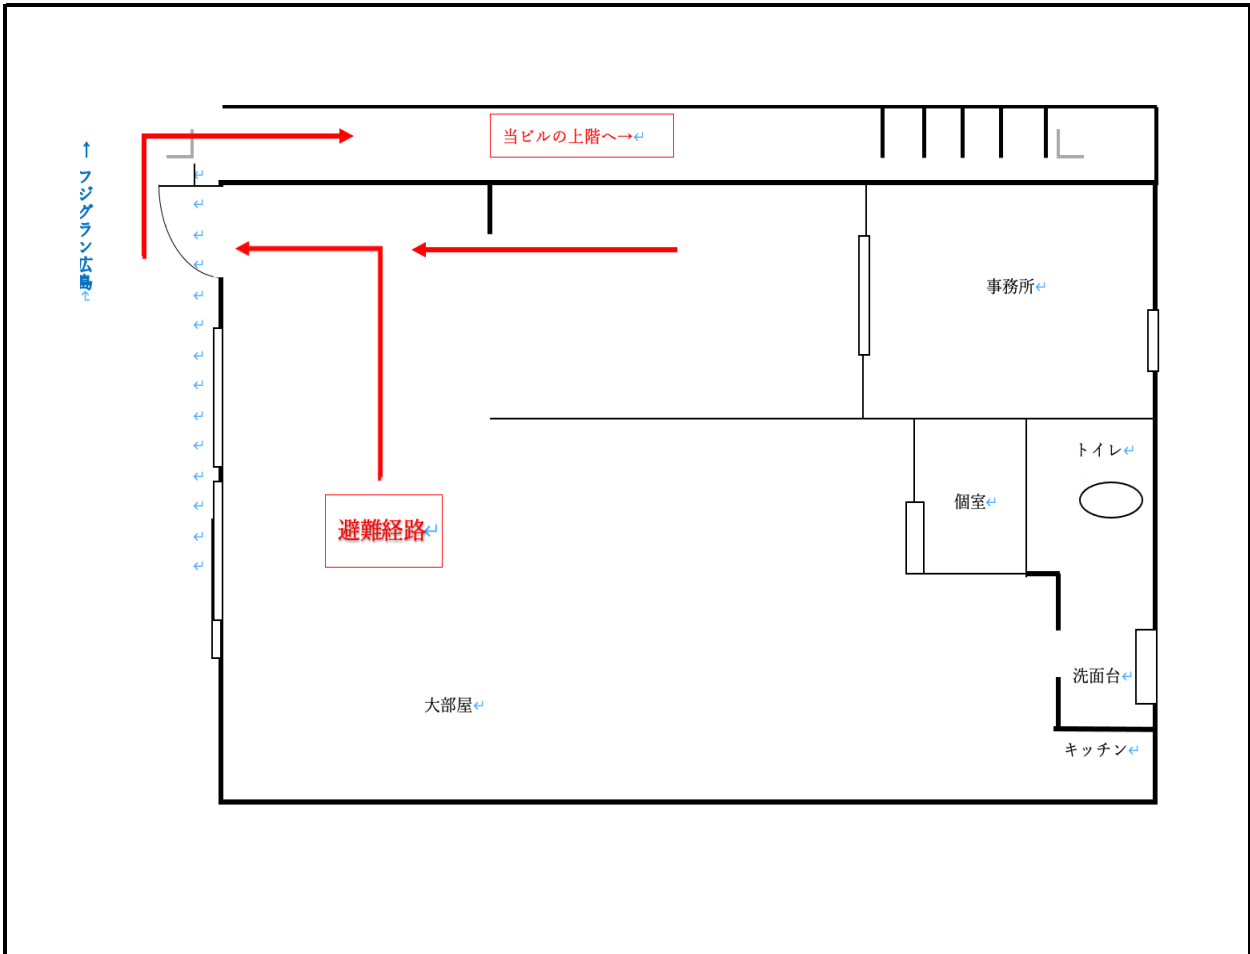 当ビルの上階へ→
↑ フジグラン広島
事務所
トイレ
個室
避難経路
洗面台
大部屋
キッチン